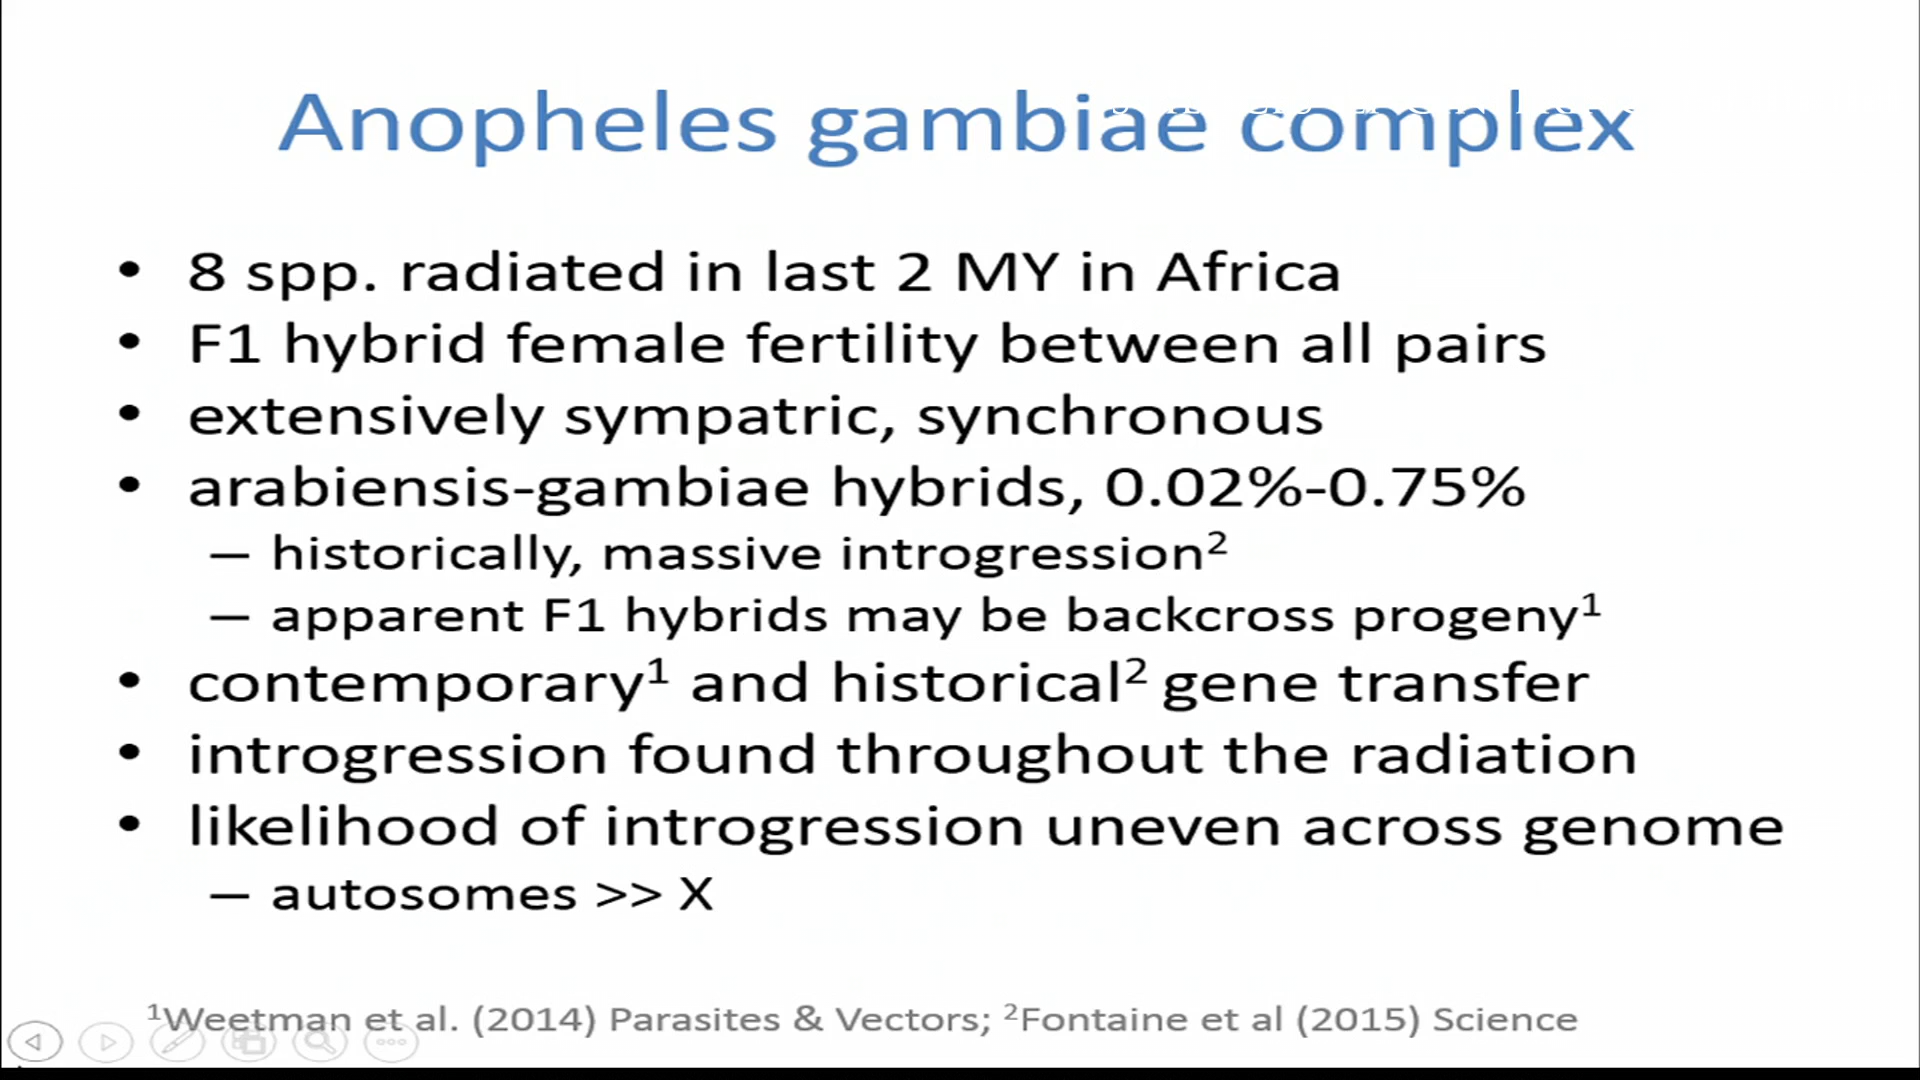 Anopheles gambiae complex
• 8 spp. radiated in last 2 MY in Africa
• F1 hybrid female fertility between all pairs
• extensively sympatric, synchronous
• arabiensis-gambiae hybrids, 0.02%-0.75%
– historically, massive introgression²
– apparent F1 hybrids may be backcross progeny¹
• contemporary¹ and historical² gene transfer
• introgression found throughout the radiation
• likelihood of introgression uneven across genome
– autosomes >> X
¹Weetman et al. (2014) Parasites & Vectors; ²Fontaine et al (2015) Science